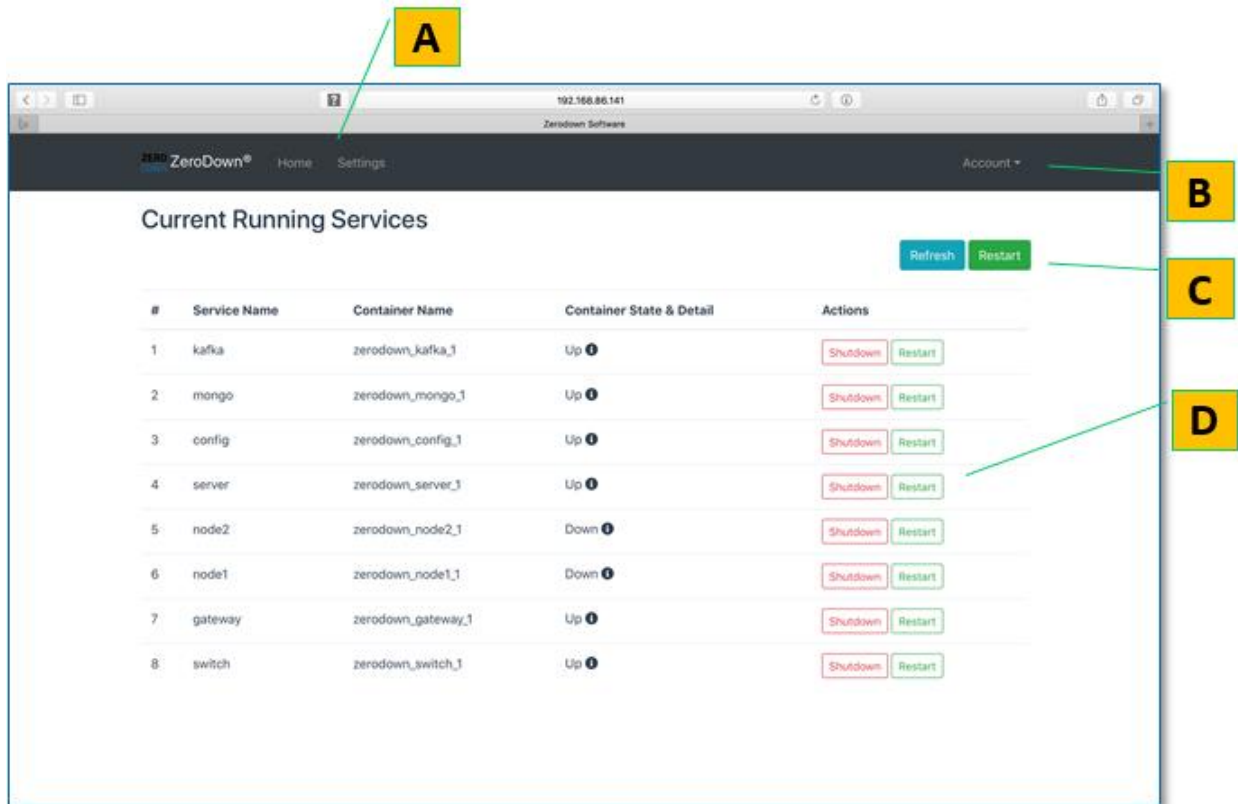 A
192.168.86.141
Zerodown Software
ZERO
DOWN ZeroDown® Home Settings Account
B
Current Running Services
Refresh Restart
C
# Service Name Container Name Container State & Detail Actions
1 kafka zerodown_kafka_1 Up Shutdown Restart
2 mongo zerodown_mongo_1 Up Shutdown Restart
3 config zerodown_config_1 Up Shutdown Restart
D
4 server zerodown_server_1 Up Shutdown Restart
5 node2 zerodown_node2_1 Down Shutdown Restart
6 node1 zerodown_node1_1 Down Shutdown Restart
7 gateway zerodown_gateway_1 Up Shutdown Restart
8 switch zerodown_switch_1 Up Shutdown Restart